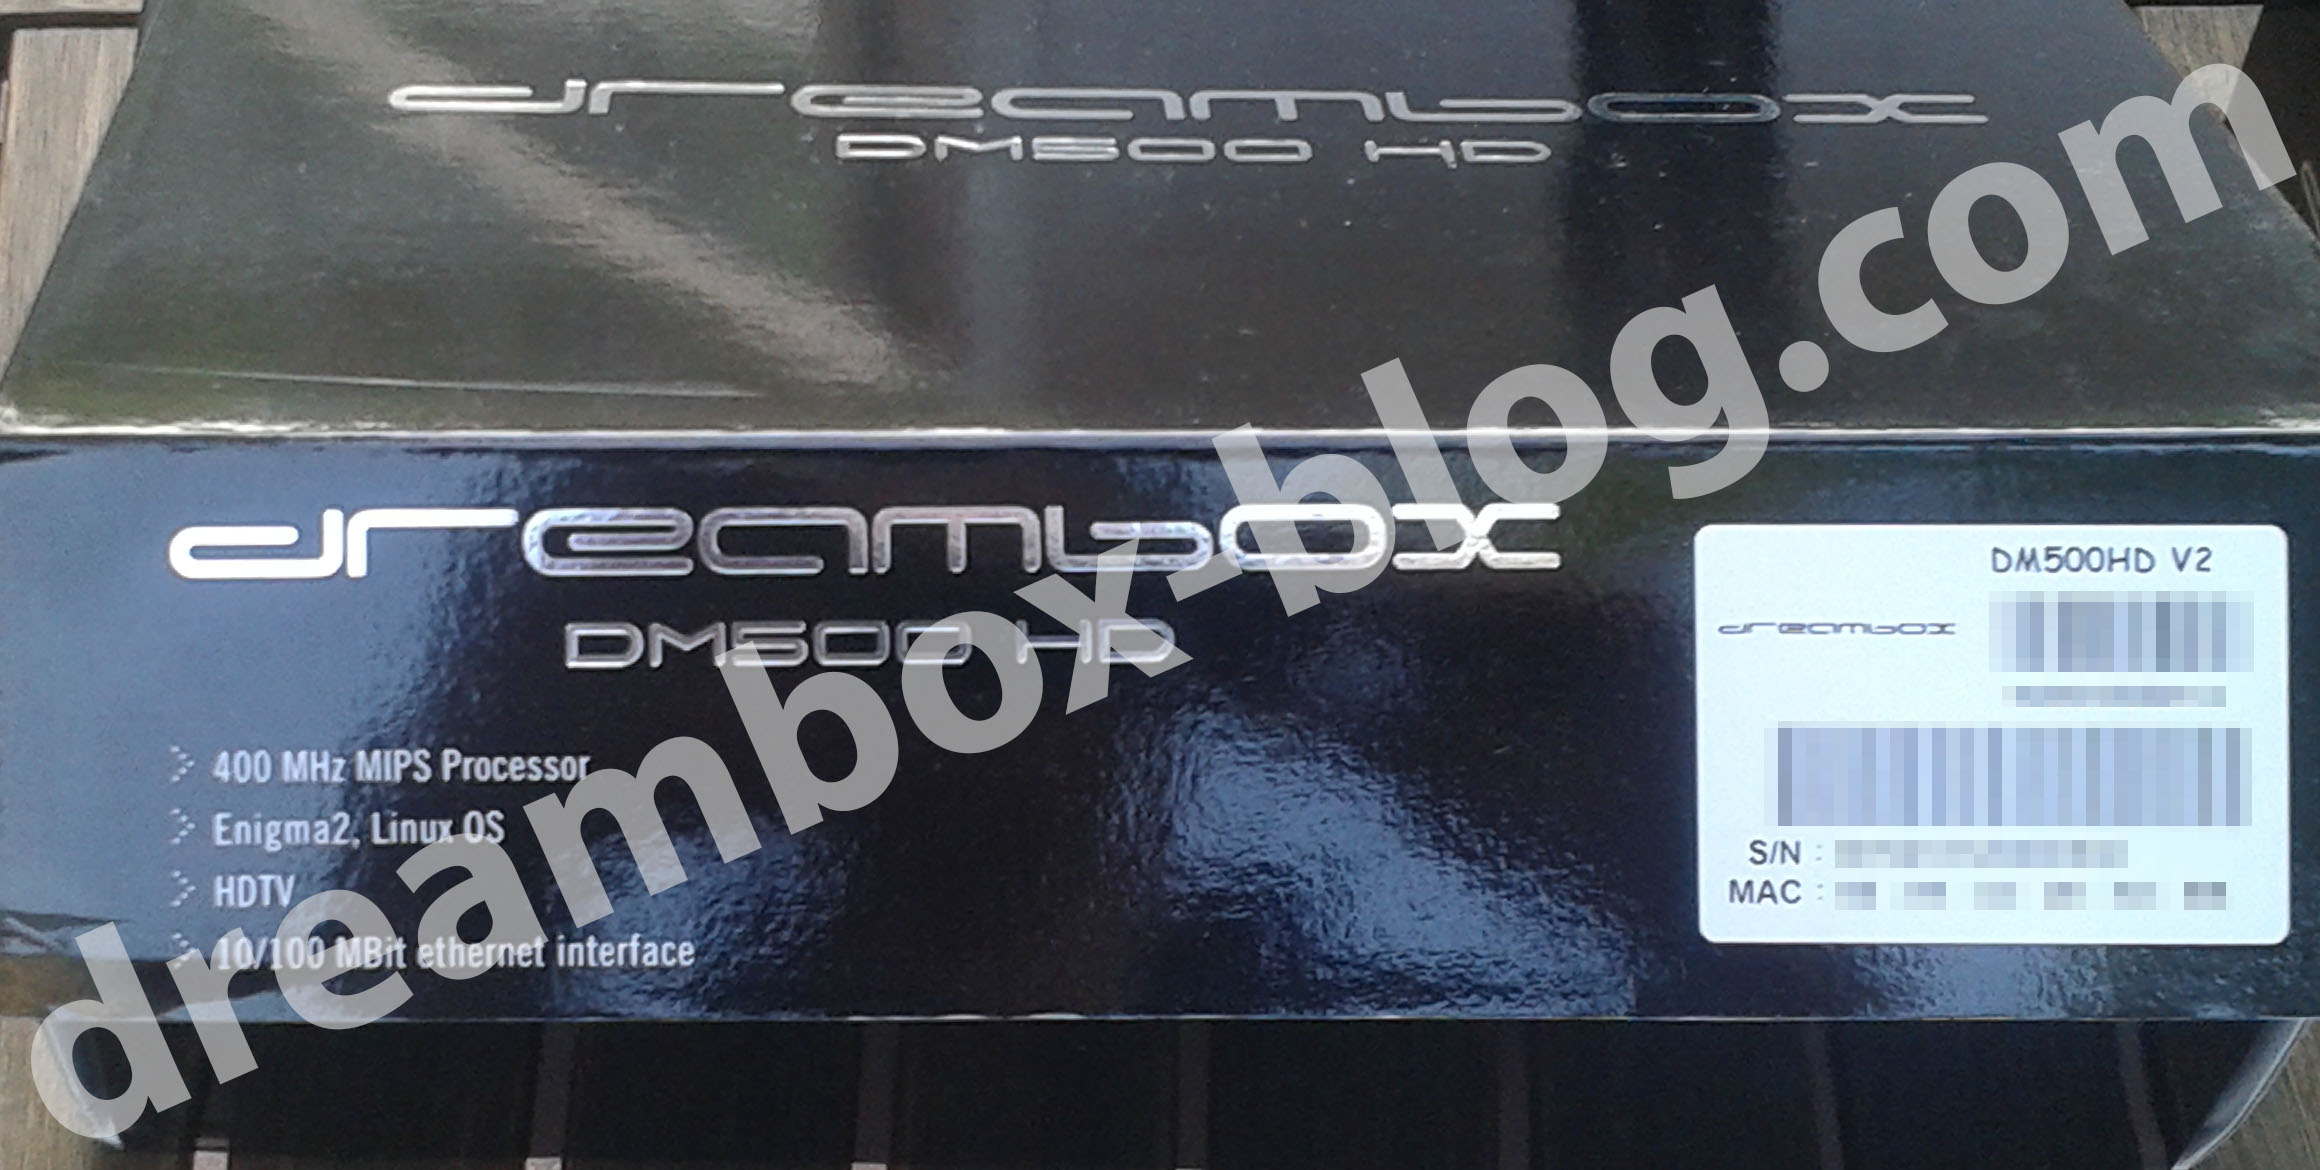 dreambox
DM500 HD
dreambox
DM500 HD
400 MHz MIPS Processor
Enigma2, Linux OS
HDTV
10/100 MBit ethernet interface
DM500HD V2
dreambox
S/N :
MAC :
dreambox-blog.com